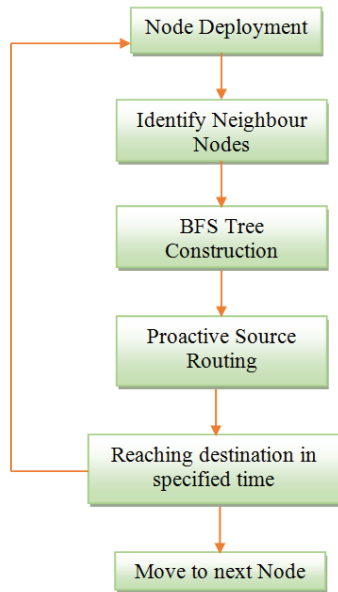 Node Deployment
Identify Neighbour
Nodes
BFS Tree
Construction
Proactive Source
Routing
Reaching destination in
specified time
Move to next Node